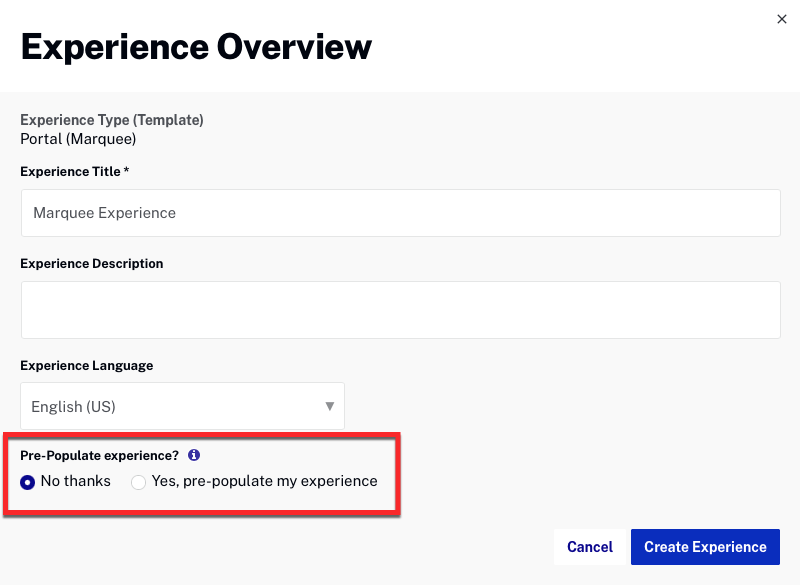 Experience Overview
Experience Type (Template)
Portal (Marquee)
Experience Title *
Marquee Experience
Experience Description
Experience Language
English (US)
Pre-Populate experience?
No thanks Yes, pre-populate my experience
Cancel Create Experience